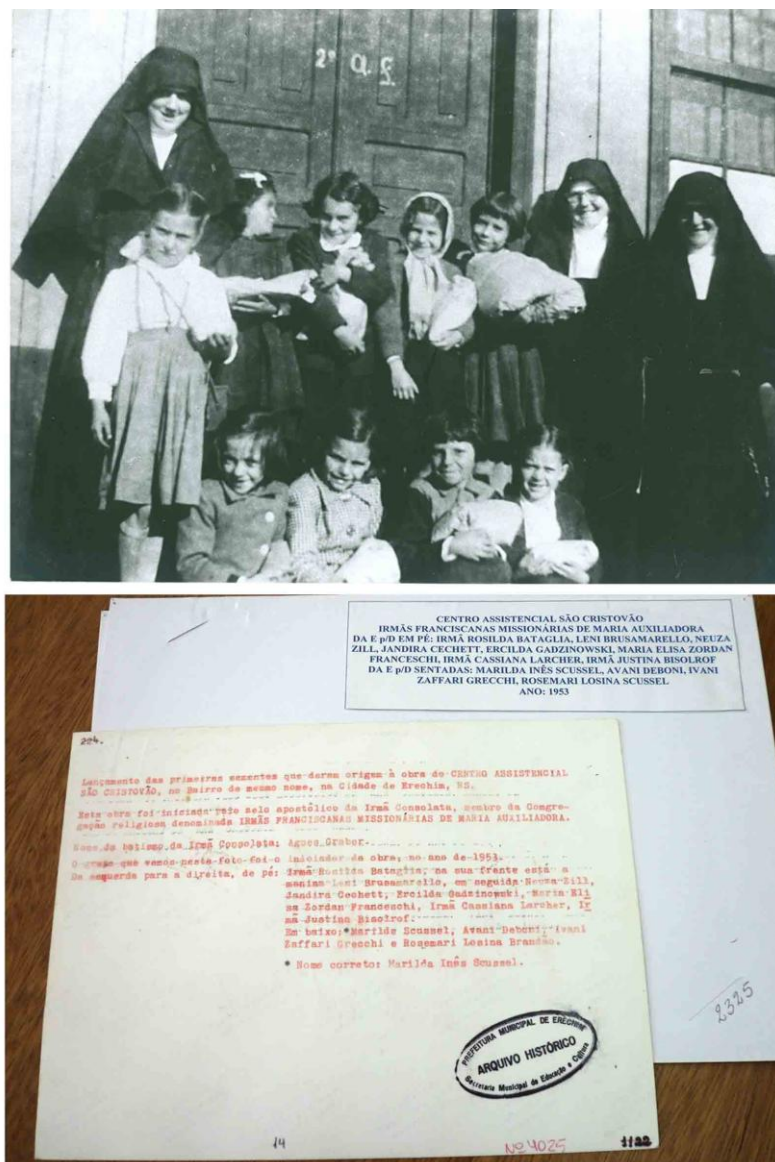 2º a. g.
CENTRO ASSISTENCIAL SÃO CRISTOVÃO
IRMÃS FRANCISCANAS MISSIONÁRIAS DE MARIA AUXILIADORA
DA E p/D EM PÉ: IRMÃ ROSILDA BATAGLIA, LENI BRUSAMARELLO, NEUZA
ZILL, JANDIRA CECHETT, ERCILDA GADZINOWSKI, MARIA ELISA ZORDAN
FRANCESCHI, IRMÃ CASSIANA LARCHER, IRMÃ JUSTINA BISOLROF
DA E p/D SENTADAS: MARILDA INÊS SCUSSEL, AVANI DEBONI, IVANI
ZAFFARI GRECCHI, ROSEMARI LOSINA SCUSSEL
ANO: 1953
224.
Lançamento das primeiras sementes que deram origem à obra do CENTRO ASSISTENCIAL
SÃO CRISTOVÃO, no Bairro de mesmo nome, na Cidade de Erechim, RS.
Esta obra foi iniciada pelo zelo apostólico da Irmã Consolata, membro da Congre-
gação religiosa denominada IRMÃS FRANCISCANAS MISSIONÁRIAS DE MARIA AUXILIADORA.
Nome de batismo da Irmã Consolata: Agnes Graber.
O grupo que vemos nesta foto foi o iniciador da obra, no ano de 1953.
Da esquerda para a direita, de pé: Irmã Rosilda Bataglia, na sua frente está a
menina Leni Brusamarello, em seguida Neuza Zill,
Jandira Cechett, Ercilda Gadzinowski, Maria Eli
sa Zordan Franceschi, Irmã Cassiana Larcher, Ir
mã Justina Bisolrof.
Em baixo: *Marilda Scussel, Avani Deboni, Ivani
Zaffari Grecchi e Rosemari Losina Brandão.
* Nome correto: Marilda Inês Scussel.
PREFEITURA MUNICIPAL DE ERECHIM
ARQUIVO HISTÓRICO
Secretaria Municipal de Educação e Cultura
2325
14
Nº 4025
1122